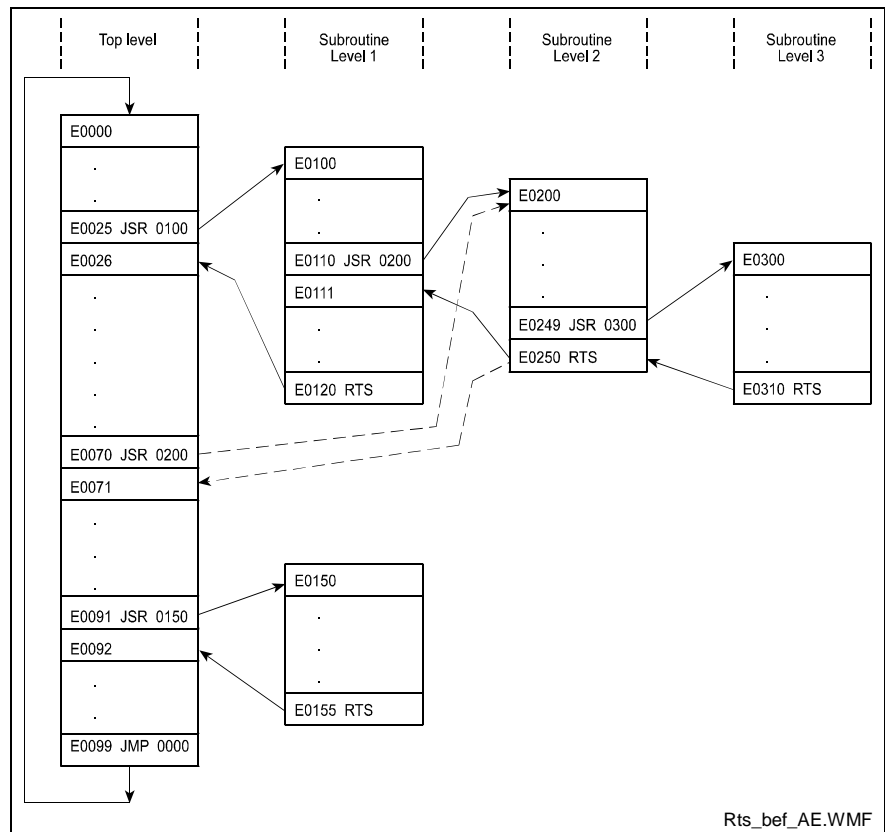 Top level
Subroutine
Level 1
Subroutine
Level 2
Subroutine
Level 3
E0000
.
.
E0025 JSR 0100
E0026
.
.
.
.
.
E0070 JSR 0200
E0071
.
.
.
E0091 JSR 0150
E0092
.
.
E0099 JMP 0000
E0100
.
.
E0110 JSR 0200
E0111
.
.
E0120 RTS
E0150
.
.
.
E0155 RTS
E0200
.
.
.
E0249 JSR 0300
E0250 RTS
E0300
.
.
.
E0310 RTS
Rts_bef_AE.WMF